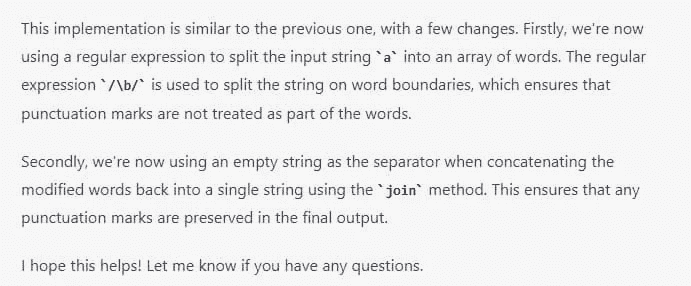 This implementation is similar to the previous one, with a few changes. Firstly, we're now
using a regular expression to split the input string `a` into an array of words. The regular
expression `/\b/` is used to split the string on word boundaries, which ensures that
punctuation marks are not treated as part of the words.
Secondly, we're now using an empty string as the separator when concatenating the
modified words back into a single string using the `join` method. This ensures that any
punctuation marks are preserved in the final output.
I hope this helps! Let me know if you have any questions.